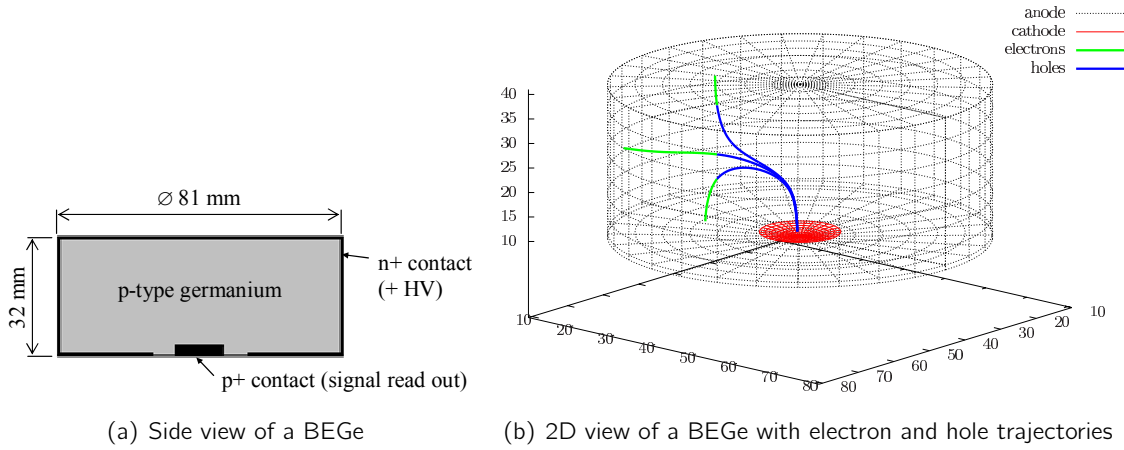 ∅ 81 mm
32 mm
p-type germanium
n+ contact
(+ HV)
p+ contact (signal read out)
(a) Side view of a BEGe
anode
cathode
electrons
holes
40
35
30
25
20
15
10
10
20
30
40
50
60
70
80
80
70
60
50
40
30
20
10
(b) 2D view of a BEGe with electron and hole trajectories